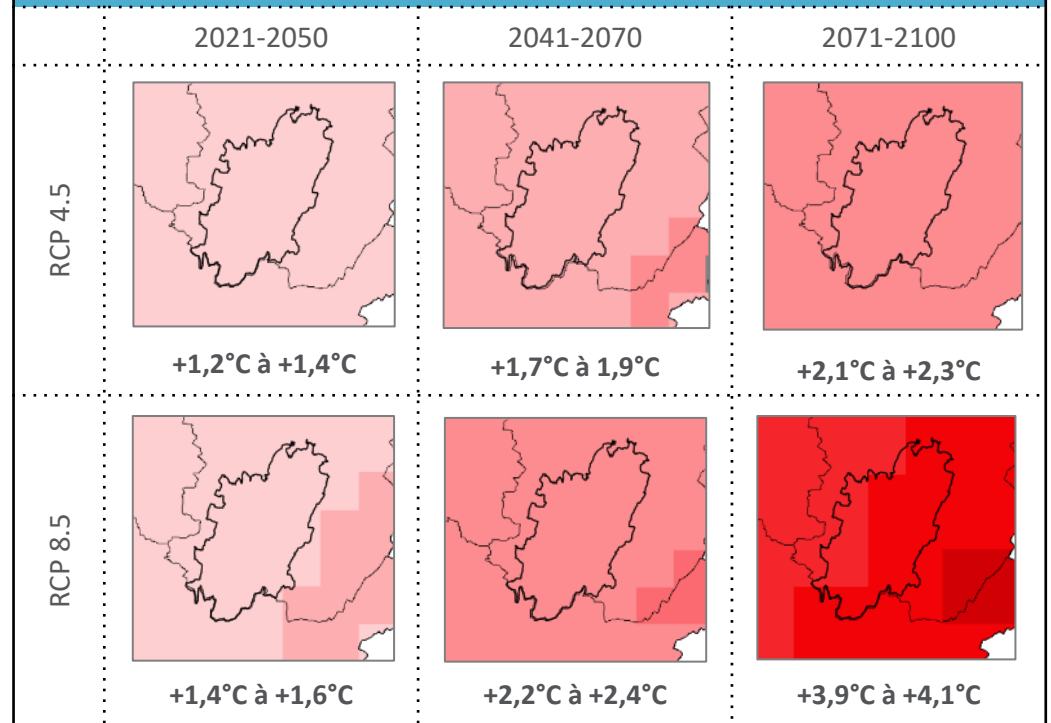 2021-2050
2041-2070
2071-2100
RCP 4.5
+1,2°C à +1,4°C
+1,7°C à 1,9°C
+2,1°C à +2,3°C
RCP 8.5
+1,4°C à +1,6°C
+2,2°C à +2,4°C
+3,9°C à +4,1°C